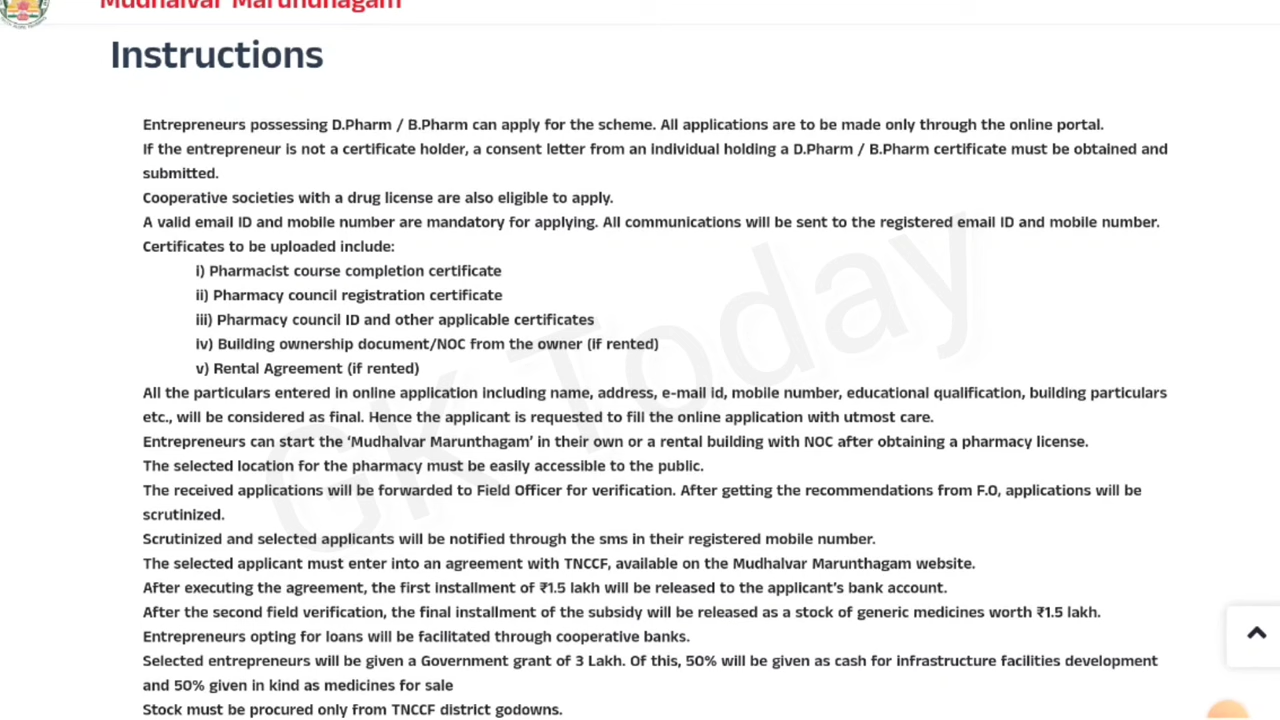 Mudhalvar Marundhagam
Instructions
Entrepreneurs possessing D.Pharm / B.Pharm can apply for the scheme. All applications are to be made only through the online portal.
If the entrepreneur is not a certificate holder, a consent letter from an individual holding a D.Pharm / B.Pharm certificate must be obtained and
submitted.
Cooperative societies with a drug license are also eligible to apply.
A valid email ID and mobile number are mandatory for applying. All communications will be sent to the registered email ID and mobile number.
Certificates to be uploaded include:
i) Pharmacist course completion certificate
ii) Pharmacy council registration certificate
iii) Pharmacy council ID and other applicable certificates
iv) Building ownership document/NOC from the owner (if rented)
v) Rental Agreement (if rented)
All the particulars entered in online application including name, address, e-mail id, mobile number, educational qualification, building particulars
etc., will be considered as final. Hence the applicant is requested to fill the online application with utmost care.
Entrepreneurs can start the ‘Mudhalvar Marunthagam’ in their own or a rental building with NOC after obtaining a pharmacy license.
The selected location for the pharmacy must be easily accessible to the public.
The received applications will be forwarded to Field Officer for verification. After getting the recommendations from F.O, applications will be
scrutinized.
Scrutinized and selected applicants will be notified through the sms in their registered mobile number.
The selected applicant must enter into an agreement with TNCCF, available on the Mudhalvar Marunthagam website.
After executing the agreement, the first installment of ₹1.5 lakh will be released to the applicant’s bank account.
After the second field verification, the final installment of the subsidy will be released as a stock of generic medicines worth ₹1.5 lakh.
Entrepreneurs opting for loans will be facilitated through cooperative banks.
Selected entrepreneurs will be given a Government grant of 3 Lakh. Of this, 50% will be given as cash for infrastructure facilities development
and 50% given in kind as medicines for sale
Stock must be procured only from TNCCF district godowns.
GK Today